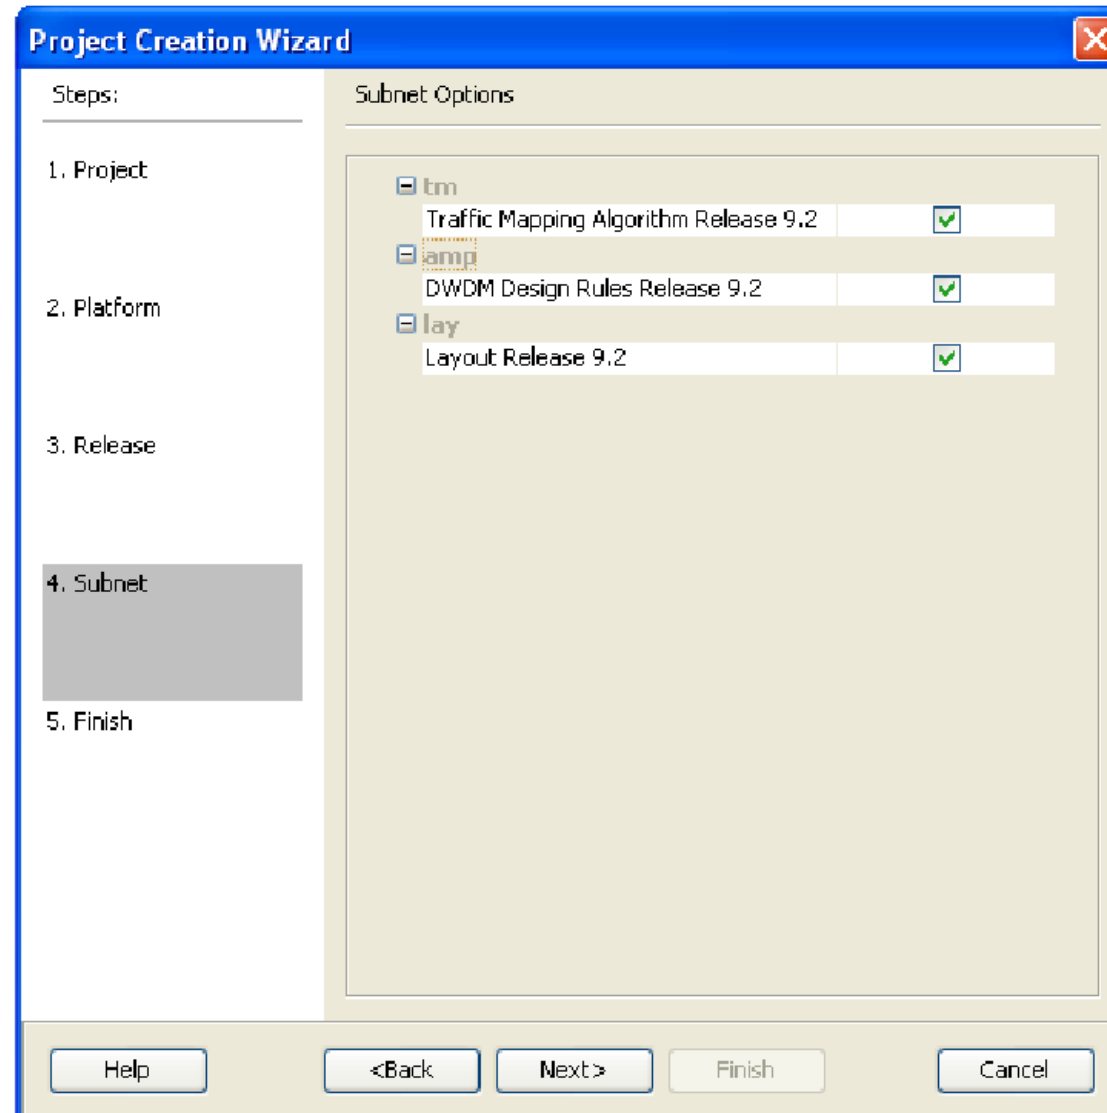 Project Creation Wizard
Steps:
Subnet Options
1. Project
2. Platform
3. Release
4. Subnet
5. Finish
tm
Traffic Mapping Algorithm Release 9.2
amp
DWDM Design Rules Release 9.2
lay
Layout Release 9.2
Help
<Back
Next>
Finish
Cancel